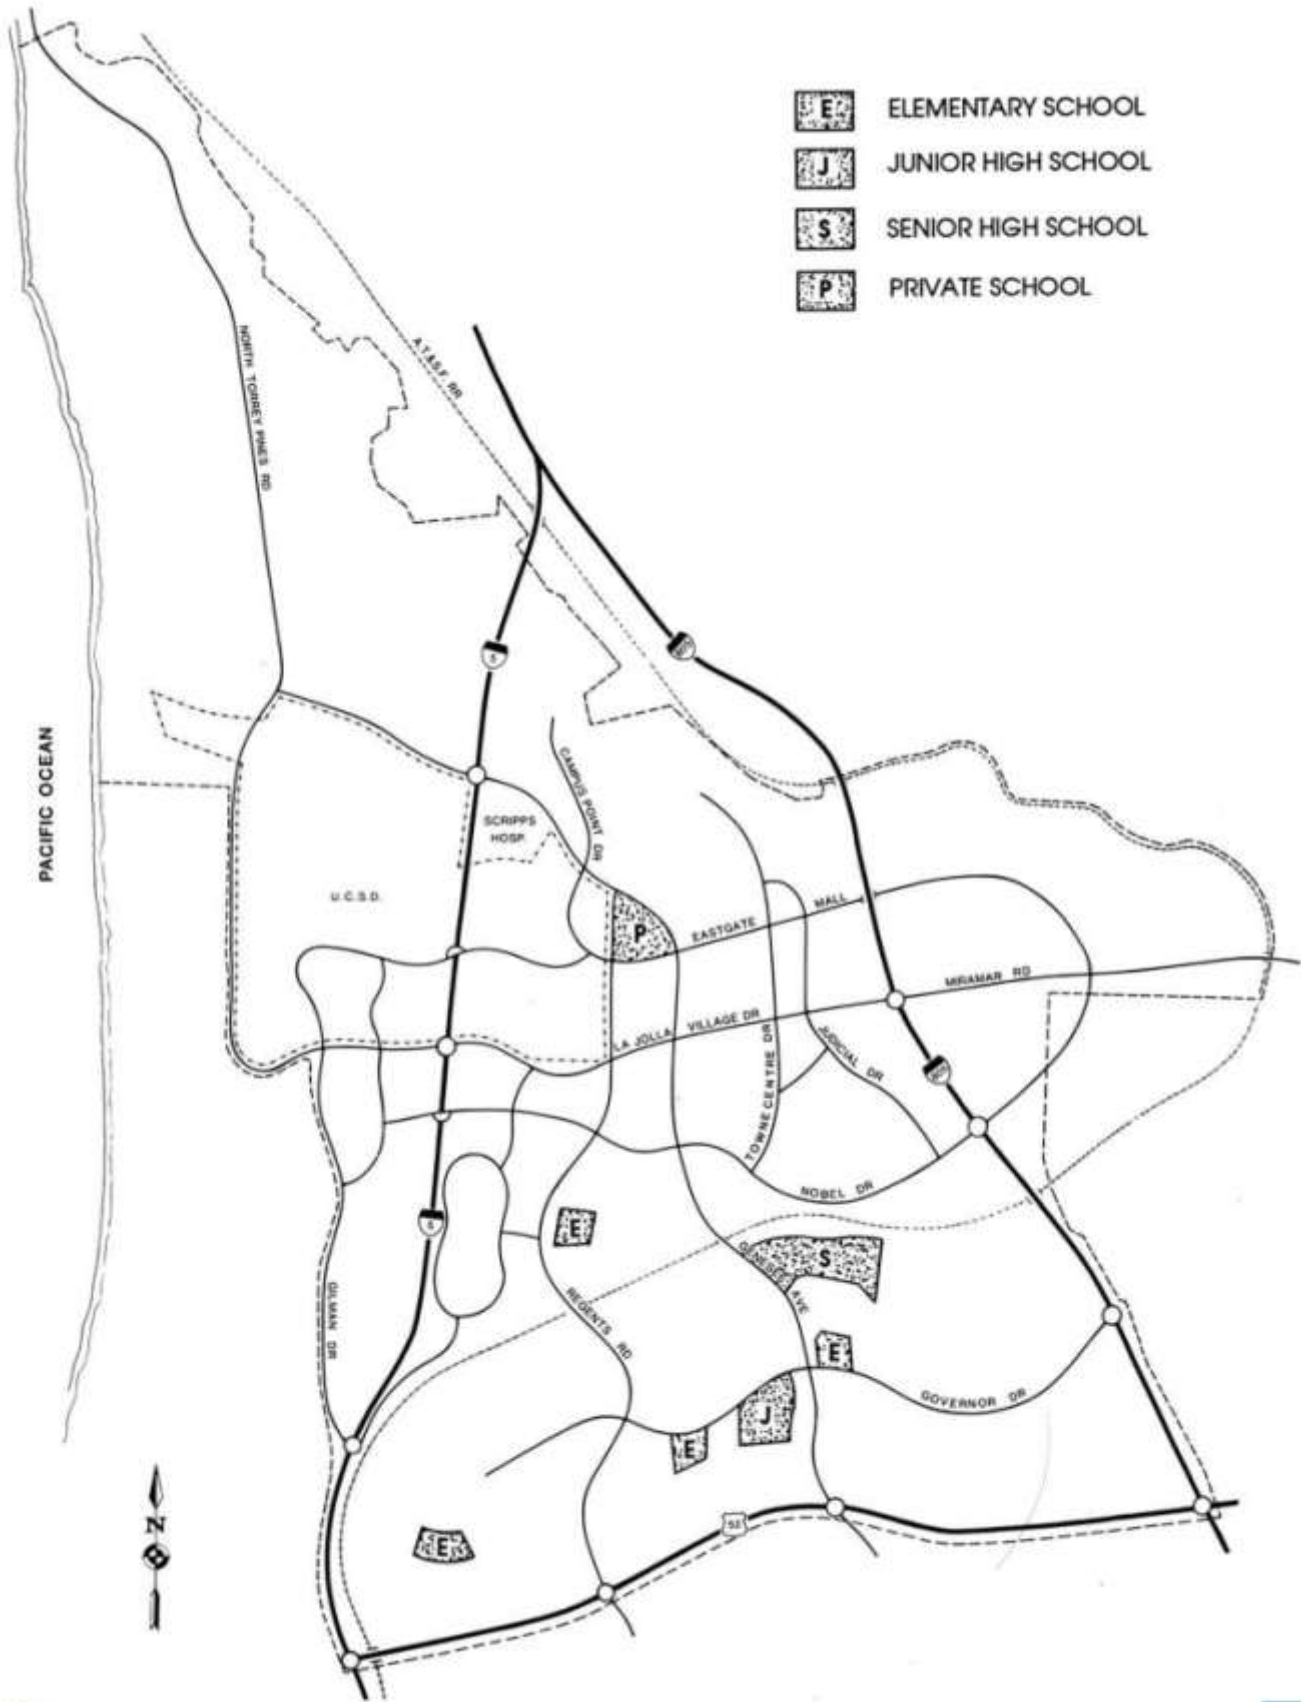 E ELEMENTARY SCHOOL
J JUNIOR HIGH SCHOOL
S SENIOR HIGH SCHOOL
P PRIVATE SCHOOL
A.T.&S.F. RR
NORTH TORREY PINES RD
5
PACIFIC OCEAN
CAMPUS POINT DR
SCRIPPS
HOSP.
U.C.S.D.
P
EASTGATE MALL
MIRAMAR RD
LA JOLLA VILLAGE DR
TOWNE CENTRE DR
JUDICIAL DR
NOBEL DR
5
E
GENESEE AVE
S
GILMAN DR
REGENTS RD
E
GOVERNOR DR
J
E
52
E
N